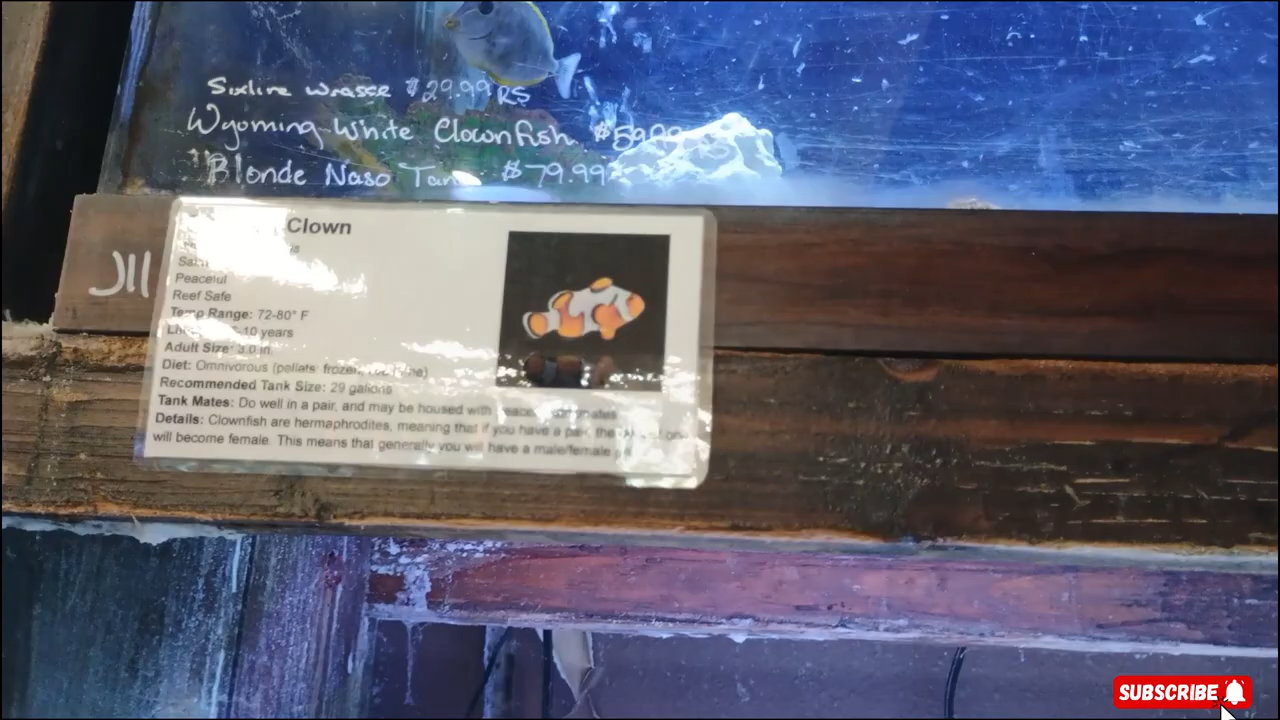 Sixline Wrasse $29.99 RS
Wyoming White Clownfish $59.99
Blonde Naso Tang $79.99
Clown
Peaceful
Reef Safe
Temp Range: 72-80° F
10 years
Adult Size: 3.0 in.
Diet: Omnivorous (pellets, frozen,
Recommended Tank Size: 29 gallons
Tank Mates: Do well in a pair, and may be housed with
Details: Clownfish are hermaphrodites, meaning that if you have a pair, the one
will become female. This means that generally you will have a male/female
SUBSCRIBE